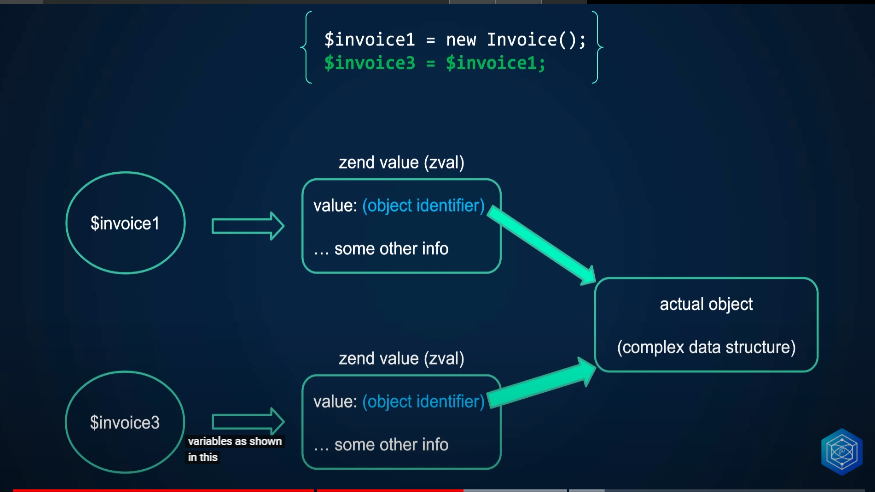 $invoice1 = new Invoice();
$invoice3 = $invoice1;
zend value (zval)
$invoice1
value: (object identifier)
... some other info
actual object
(complex data structure)
zend value (zval)
$invoice3
value: (object identifier)
... some other info
variables as shown
in this